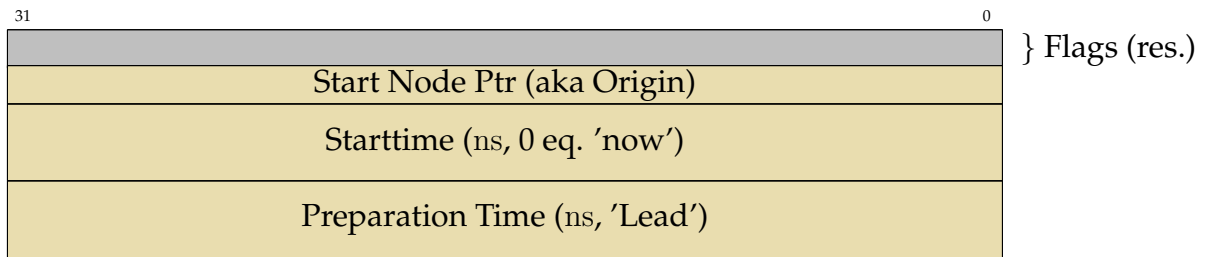 31 0
} Flags (res.)
Start Node Ptr (aka Origin)
Starttime (ns, 0 eq. ’now’)
Preparation Time (ns, ’Lead’)